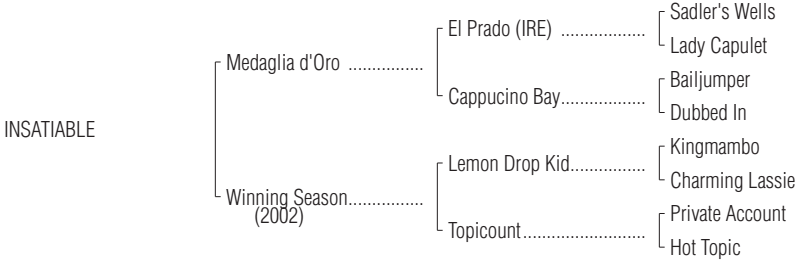 Sadler's Wells
El Prado (IRE) ..................
Lady Capulet
Medaglia d'Oro ................
Bailjumper
Cappucino Bay..................
Dubbed In
INSATIABLE
Kingmambo
Lemon Drop Kid................
Charming Lassie
Winning Season................
(2002)
Private Account
Topicount..........................
Hot Topic